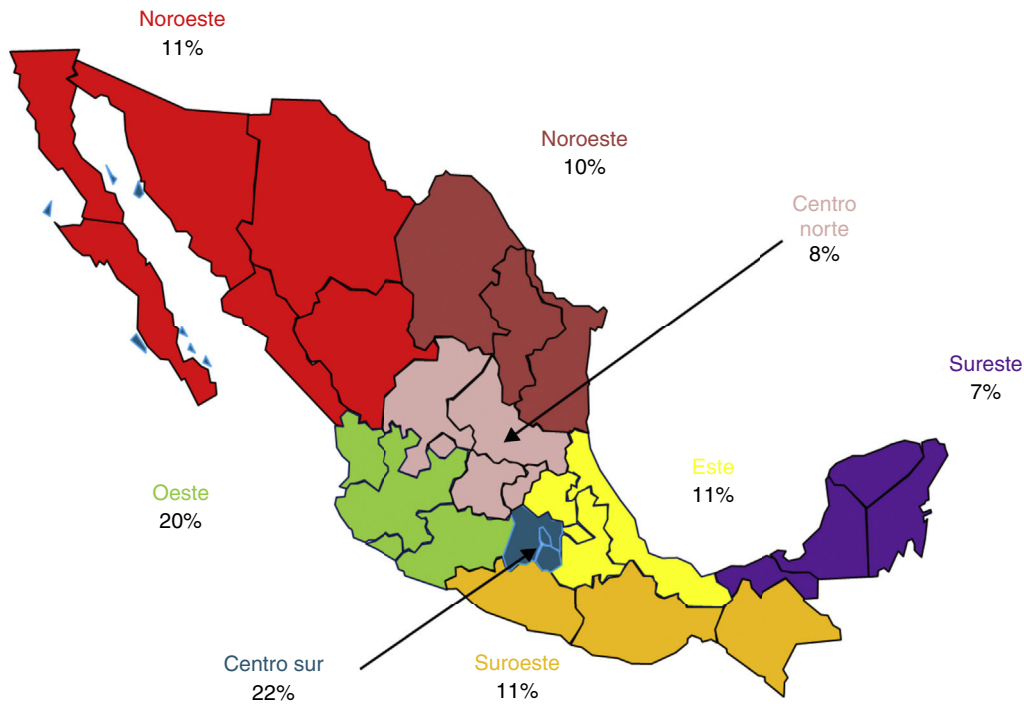 Noroeste
11%
Noroeste
10%
Centro
norte
8%
Sureste
7%
Este
11%
Oeste
20%
Centro sur
22%
Suroeste
11%